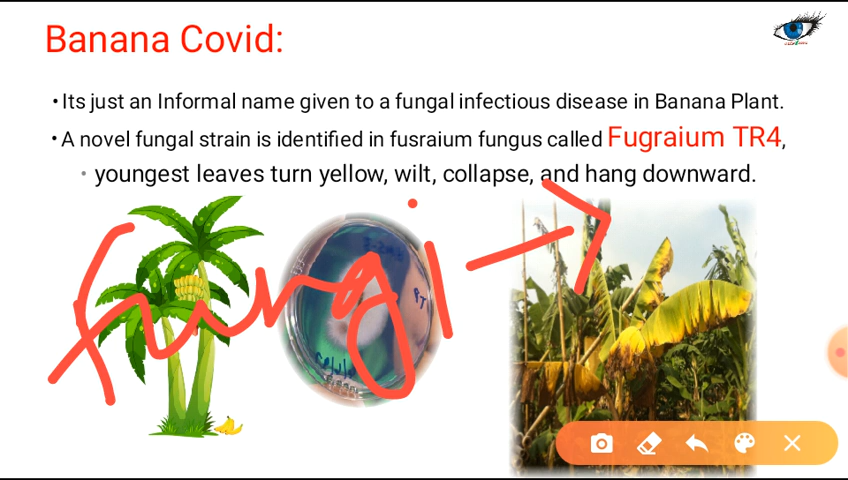 Banana Covid:
• Its just an Informal name given to a fungal infectious disease in Banana Plant.
• A novel fungal strain is identified in fusraium fungus called Fugraium TR4,
• youngest leaves turn yellow, wilt, collapse, and hang downward.
fungi →